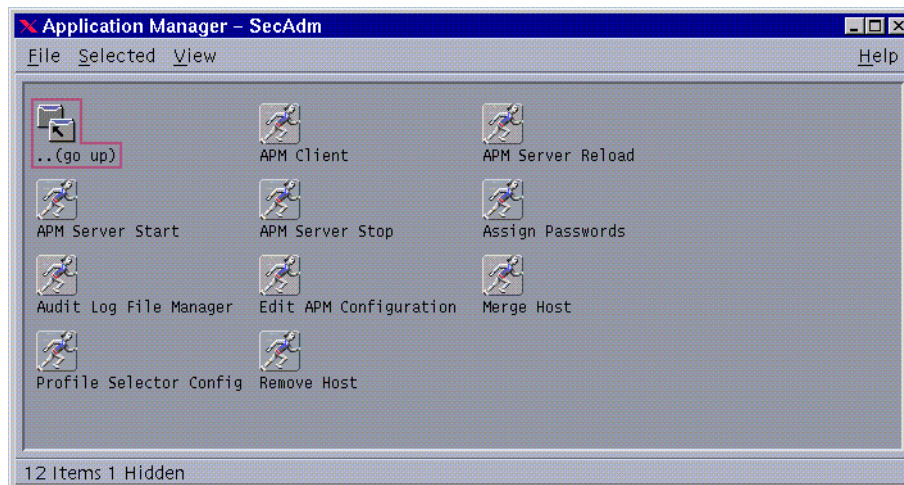 Application Manager – SecAdm
File Selected View Help
..(go up) APM Client APM Server Reload
APM Server Start APM Server Stop Assign Passwords
Audit Log File Manager Edit APM Configuration Merge Host
Profile Selector Config Remove Host
12 Items 1 Hidden